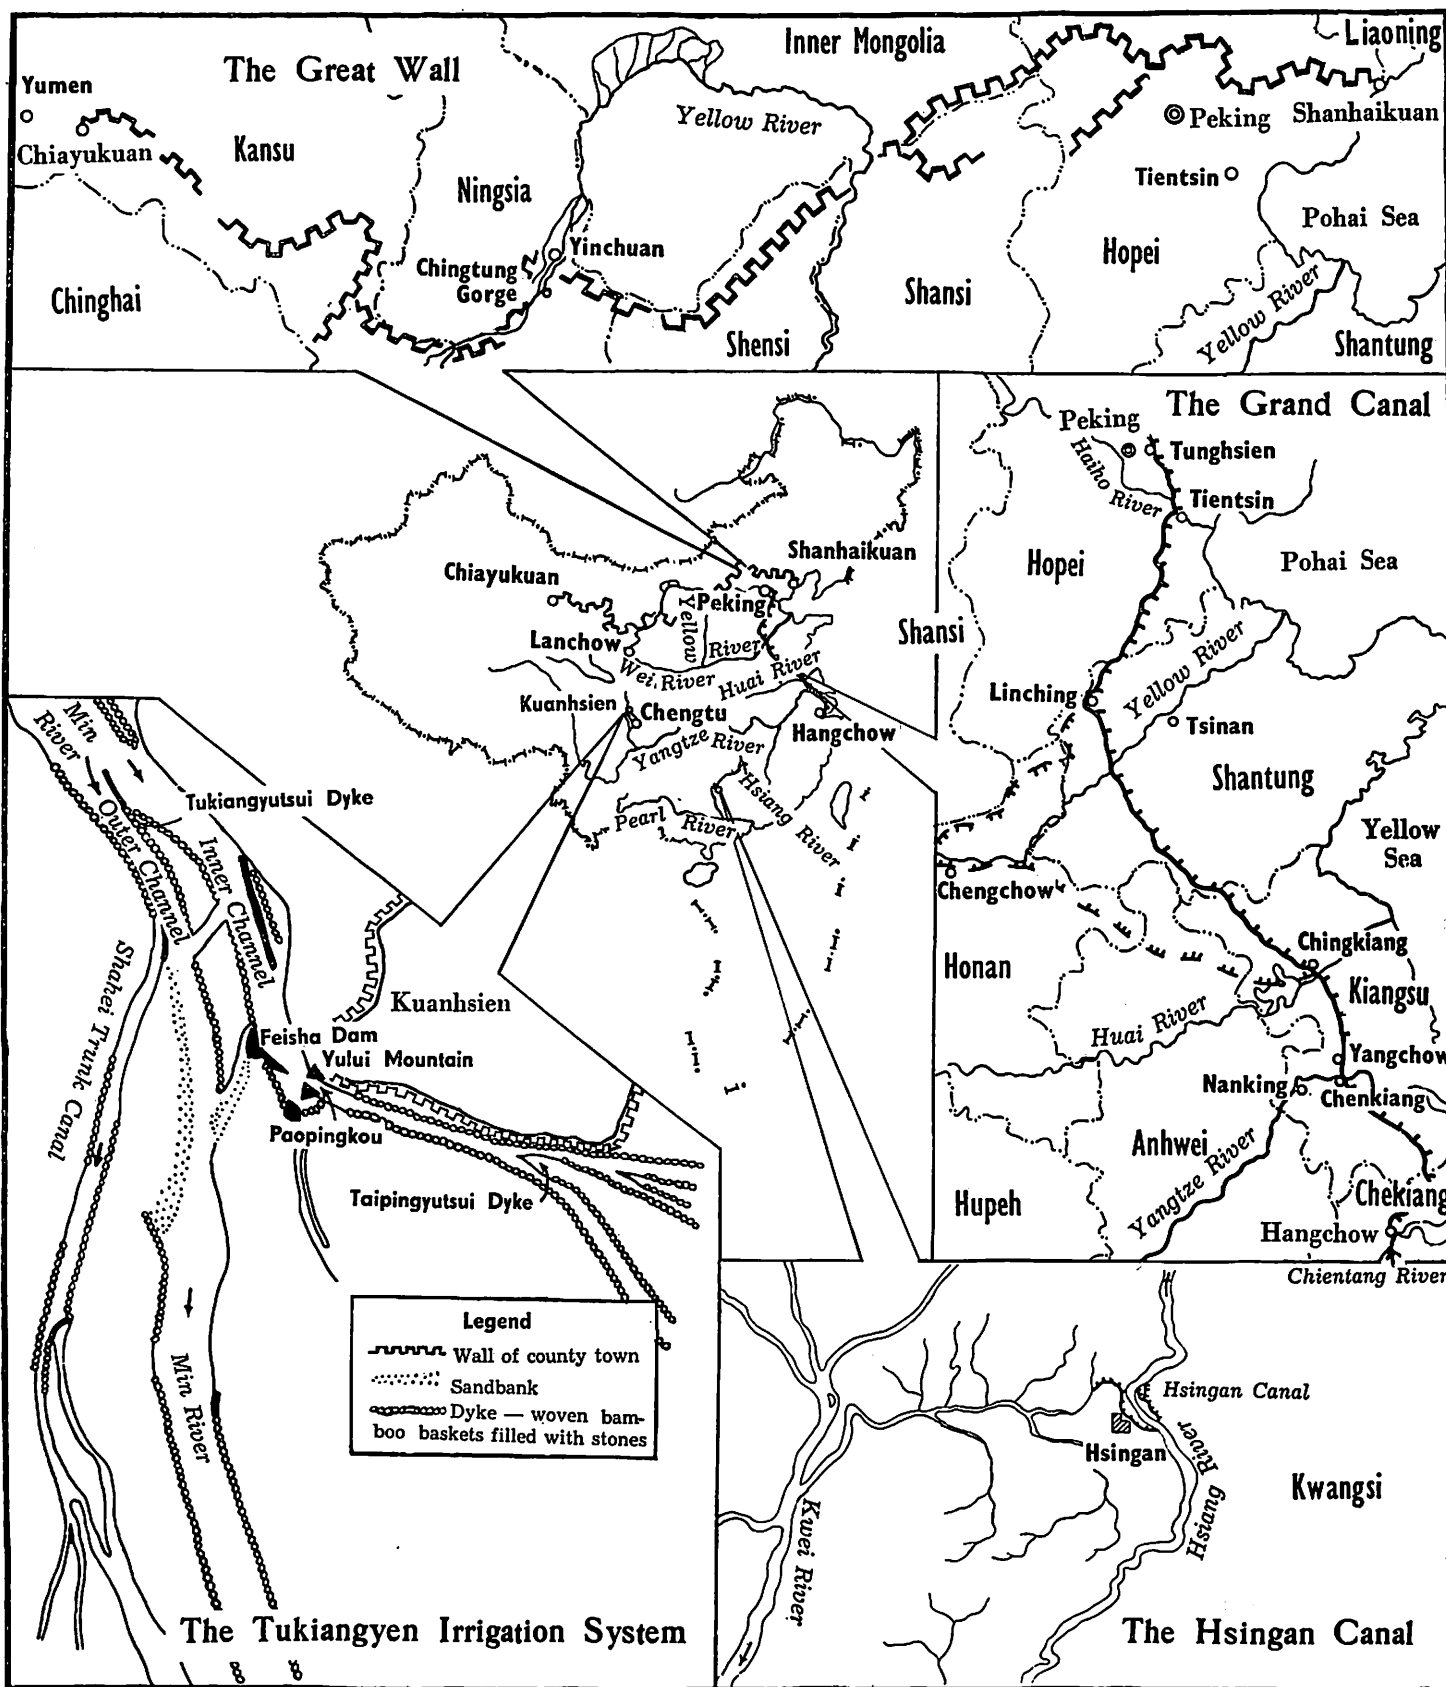 The Great Wall
Inner Mongolia
Liaoning
Yumen
Chiayukuan
Kansu
Ningsia
Yellow River
Peking
Shanhaikuan
Tientsin
Pohai Sea
Hopei
Yinchuan
Chingtung
Gorge
Chinghai
Shensi
Shansi
Yellow River
Shantung
Chiayukuan
Shanhaikuan
Peking
Yellow
River
Lanchow
Wei River
Huai River
Kuanhsien
Chengtu
Hangchow
Yangtze River
Hsiang River
Pearl River
The Grand Canal
Peking
Tunghsien
Haiho
River
Tientsin
Hopei
Pohai Sea
Shansi
Yellow River
Linching
Tsinan
Shantung
Yellow
Sea
Chengchow
Honan
Chingkiang
Kiangsu
Huai River
Yangchow
Nanking
Chenkiang
Anhwei
Yangtze River
Hupeh
Chekiang
Hangchow
Chientang River
Min
River
Tukiangyutsui Dyke
Outer Channel
Inner Channel
Shahei Trunk Canal
Kuanhsien
Feisha Dam
Yului Mountain
Paopingkou
Taipingyutsui Dyke
Min River
Legend
Wall of county town
Sandbank
Dyke — woven bam-
boo baskets filled with stones
The Tukiangyen Irrigation System
Hsingan Canal
Hsingan
Hsiang River
Kwangsi
Kwei River
The Hsingan Canal